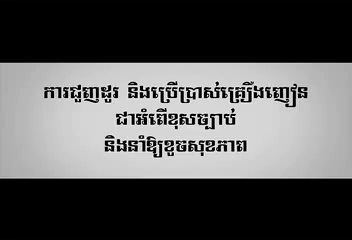 ការជួញដូរ និងប្រើប្រាស់គ្រឿងញៀន
ជាអំពើខុសច្បាប់
និងនាំឱ្យខូចសុខភាព